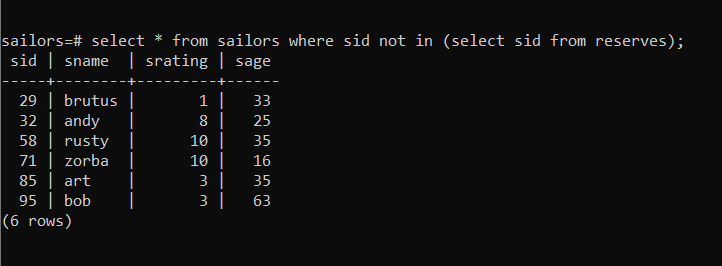 sailors=# select * from sailors where sid not in (select sid from reserves);
 sid | sname  | srating | sage
-----+--------+---------+------
  29 | brutus |       1 |   33
  32 | andy   |       8 |   25
  58 | rusty  |      10 |   35
  71 | zorba  |      10 |   16
  85 | art    |       3 |   35
  95 | bob    |       3 |   63
(6 rows)